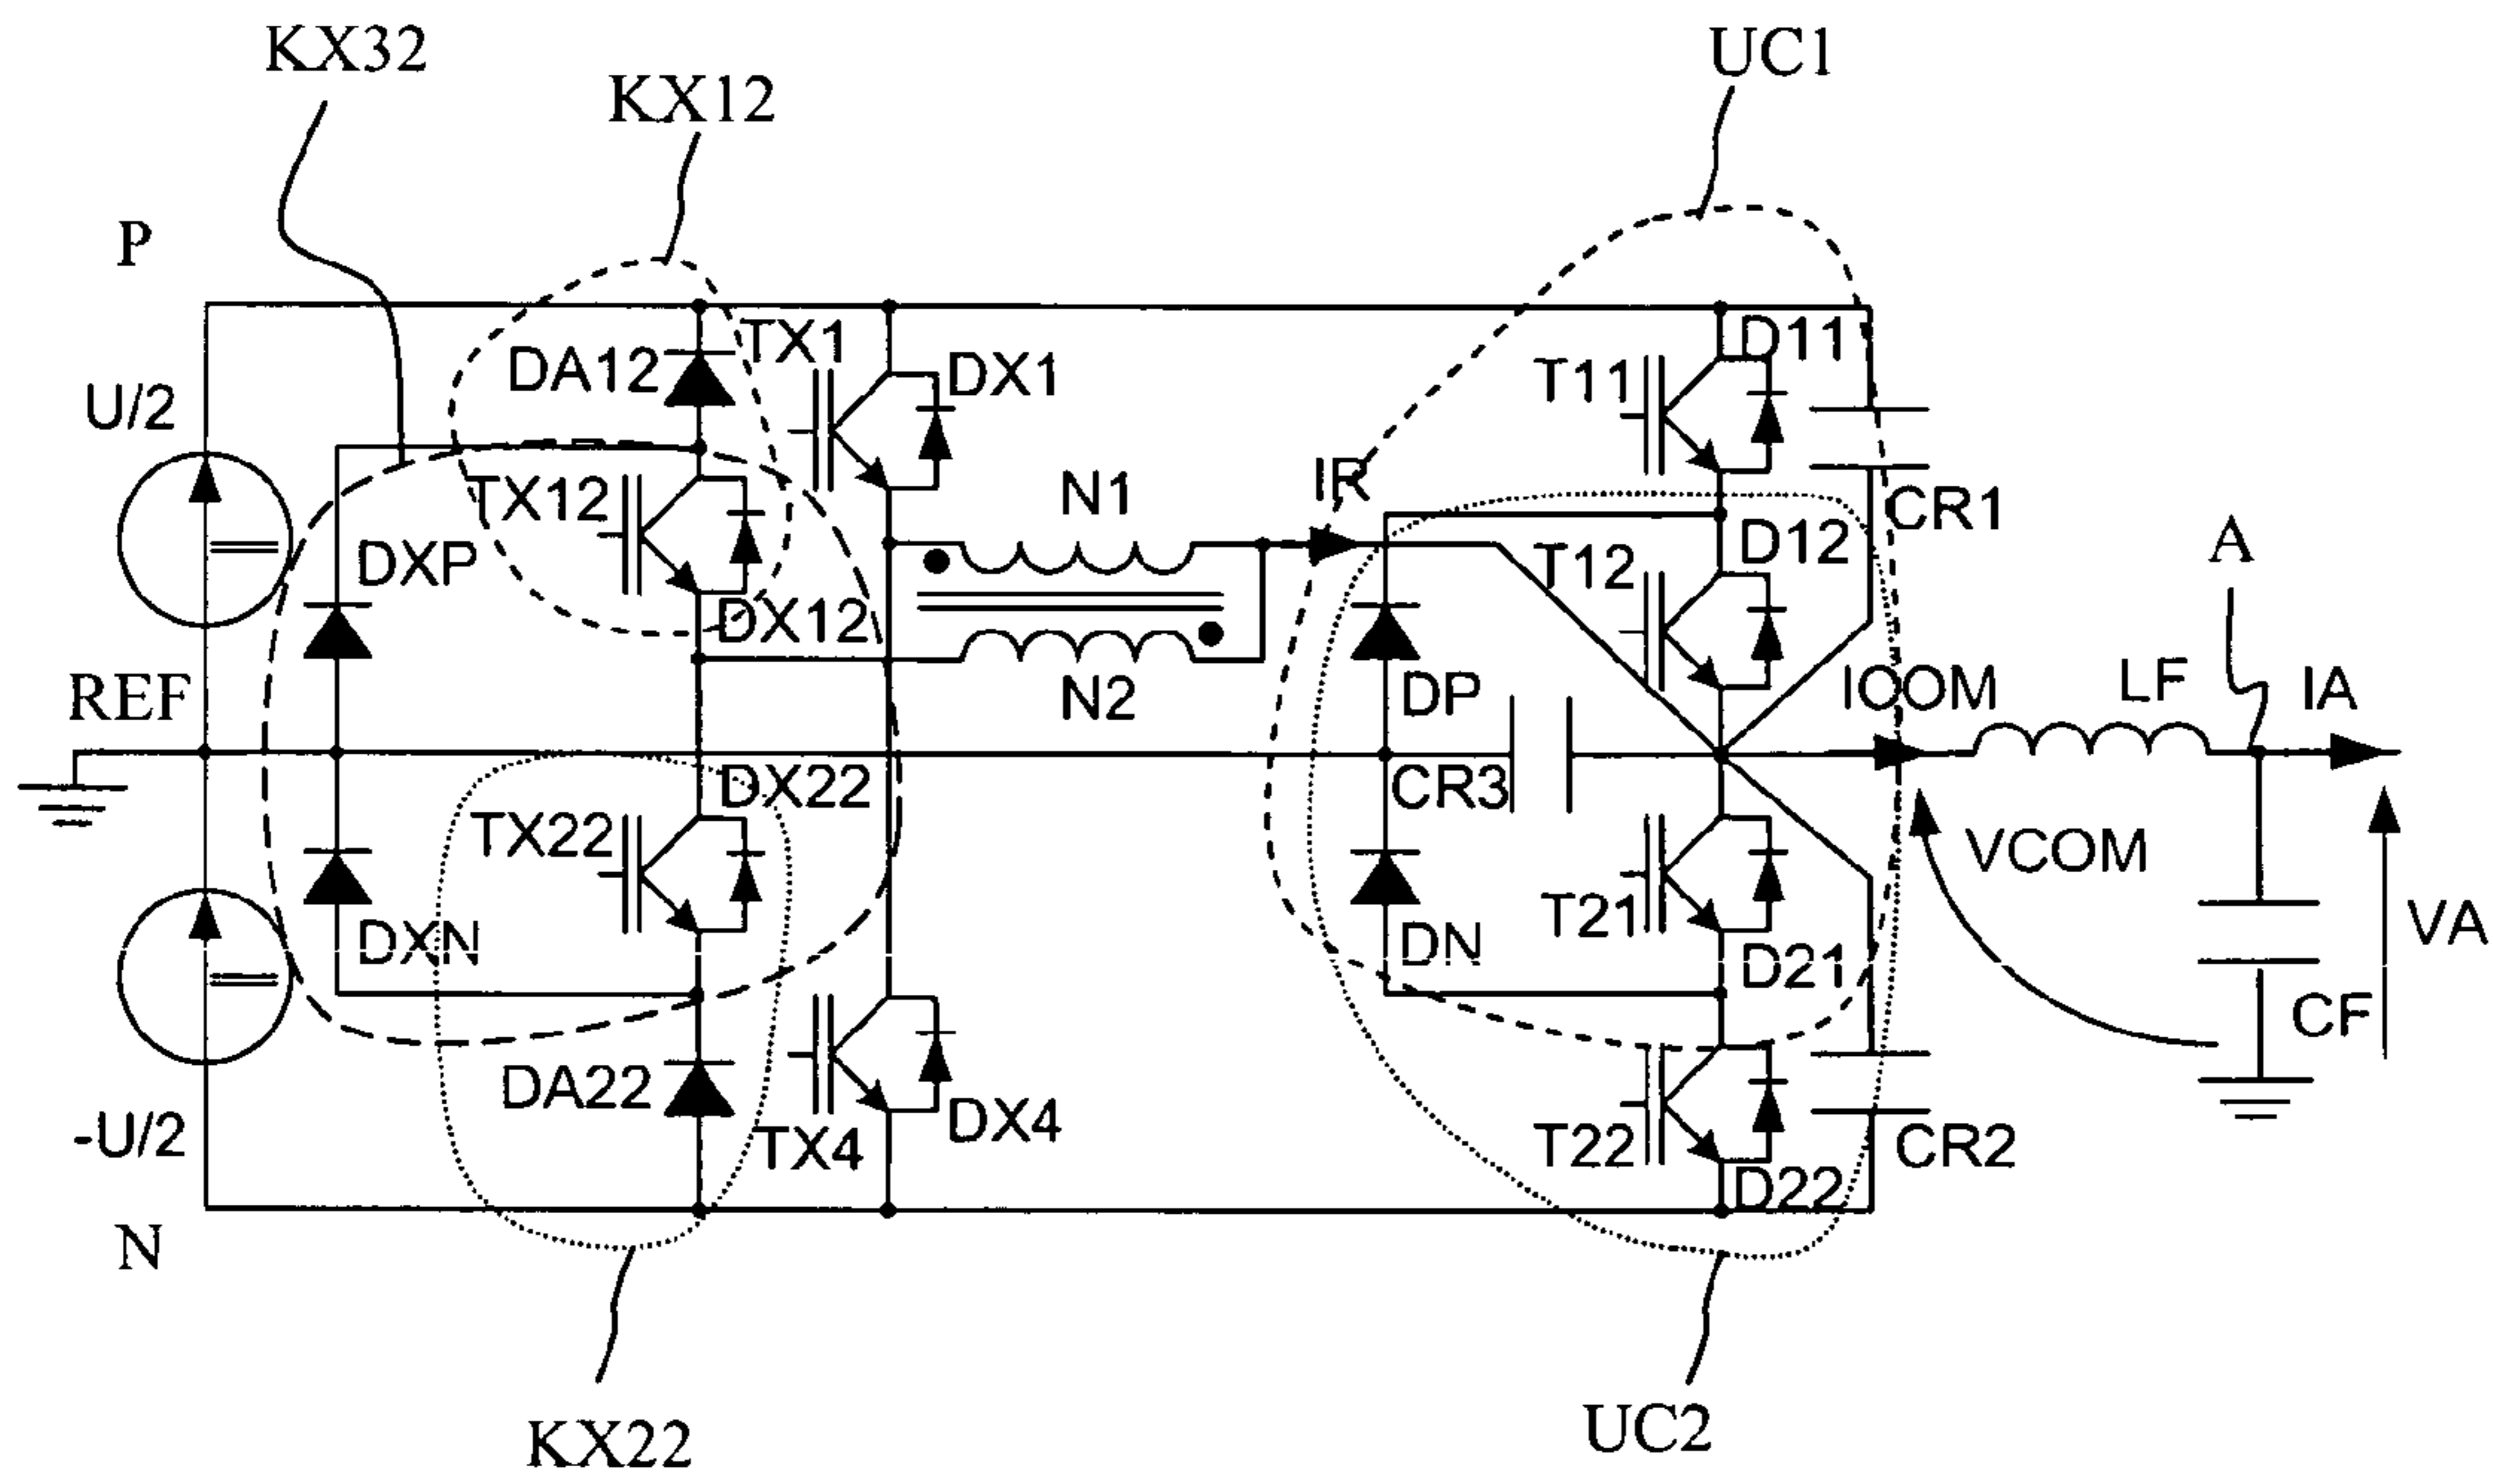 KX32
KX12
UC1
P
TX1
D11
DA12
DX1
T11
U/2
N1
IR
TX12
CR1
DXP
D12
T12
A
DX12
REF
N2
DP
ICOM
LF
IA
DX22
CR3
TX22
VCOM
T21
VA
DXN
DN
D21
CF
DA22
DX4
-U/2
TX4
T22
CR2
D22
N
UC2
KX22